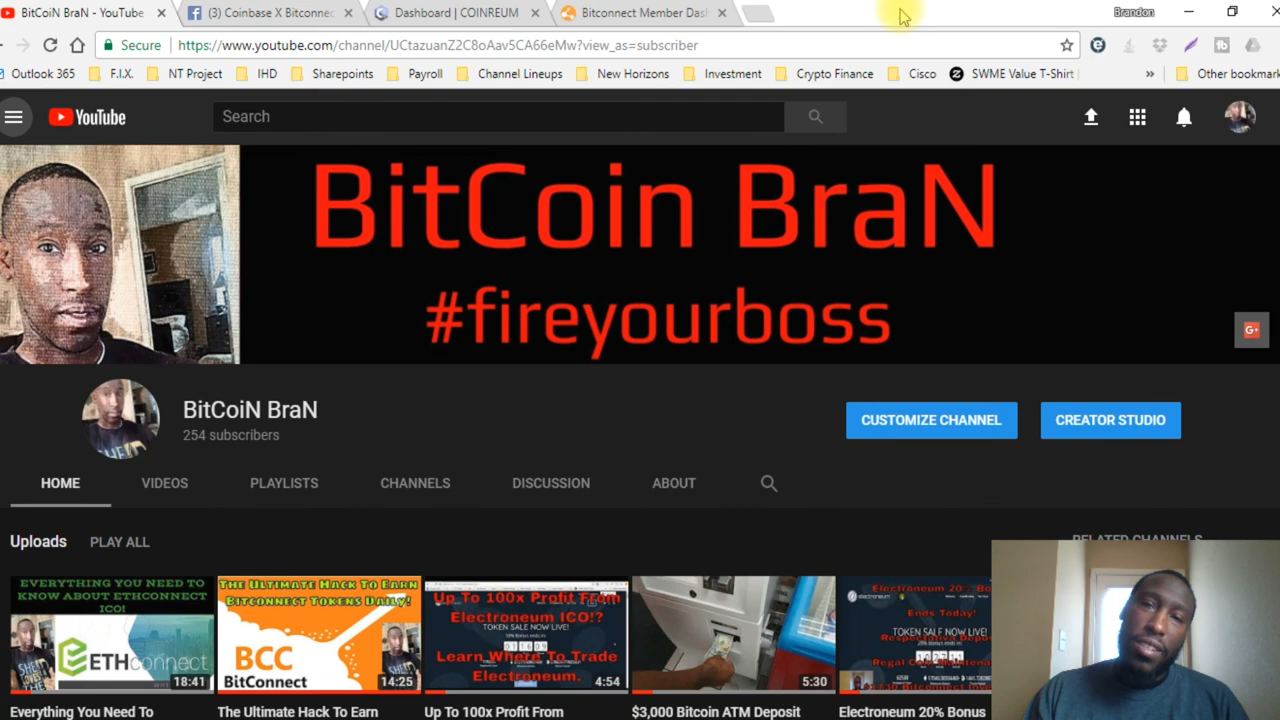 BitCoiN BraN - YouTube
(3) Coinbase X Bitconnec
Dashboard | COINREUM
Bitconnect Member Das
Brandon
Secure
https://www.youtube.com/channel/UCtazuanZ2C8oAav5CA66eMw?view_as=subscriber
Outlook 365
F.I.X.
NT Project
IHD
Sharepoints
Payroll
Channel Lineups
New Horizons
Investment
Crypto Finance
Cisco
SWME Value T-Shirt
»
Other bookmar
YouTube
Search
BitCoin BraN
#fireyourboss
G+
BitCoiN BraN
254 subscribers
CUSTOMIZE CHANNEL
CREATOR STUDIO
HOME
VIDEOS
PLAYLISTS
CHANNELS
DISCUSSION
ABOUT
Uploads
PLAY ALL
RELATED CHANNELS
EVERYTHING YOU NEED TO
KNOW ABOUT ETHCONNECT
ICO!
ETHconnect
18:41
THE ULTIMATE HACK TO EARN
BITCONNECT TOKENS DAILY!
BCC
BitConnect
14:25
Up To 100x Profit From
Electroneum ICO!?
TOKEN SALE NOW LIVE!
Learn Where To Trade
Electroneum.
4:54
5:30
electroneum
Ends Today!
TOKEN SALE NOW LIVE!
Everything You Need To
The Ultimate Hack To Earn
Up To 100x Profit From
$3,000 Bitcoin ATM Deposit
Electroneum 20% Bonus